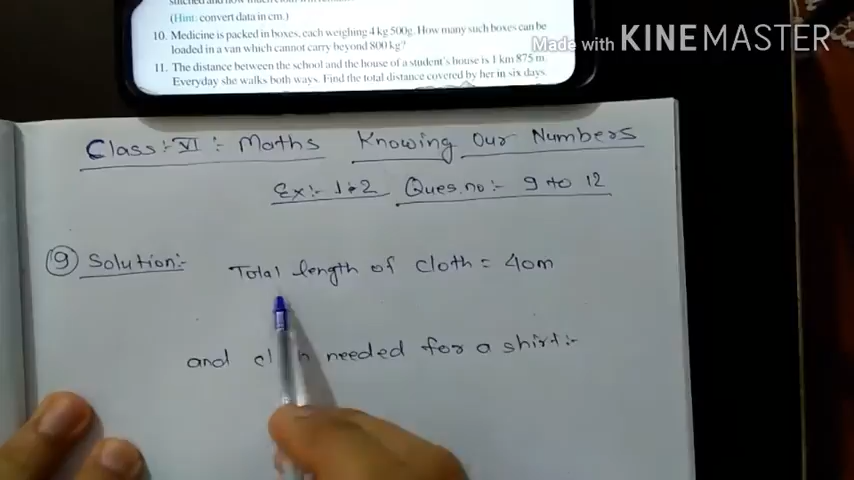 (Hint: convert data in cm.)
10. Medicine is packed in boxes, each weighing 4 kg 500g. How many such boxes can be
loaded in a van which cannot carry beyond 800 kg?
11. The distance between the school and the house of a student's house is 1 km 875 m.
Everyday she walks both ways. Find the total distance covered by her in six days.
Made with KINEMASTER
Class:- VI :- Maths Knowing Our Numbers
Ex:- 1.2 Ques.no:- 9 to 12
9 Solution:- Total length of cloth = 40m
and needed for a shirt:-